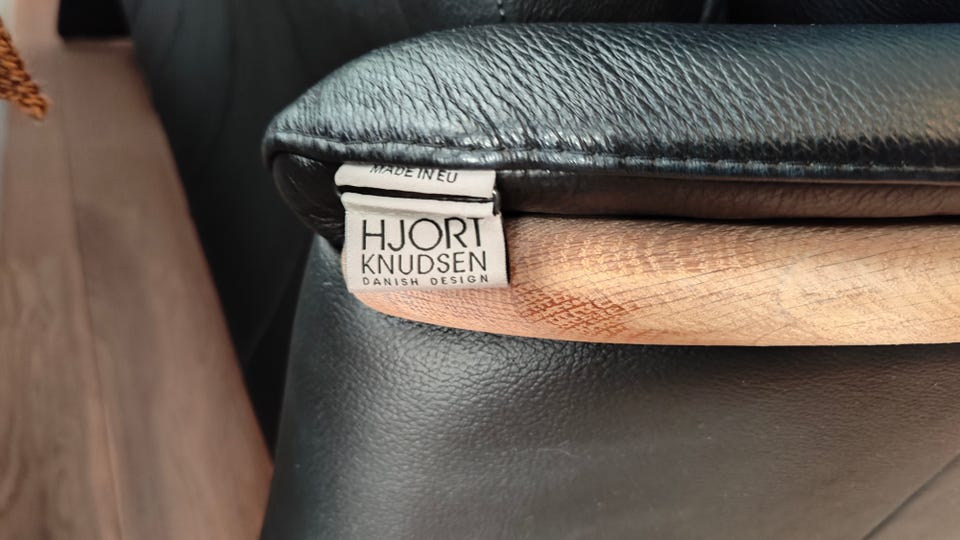 MADE IN EU
HJORT
KNUDSEN
DANISH DESIGN